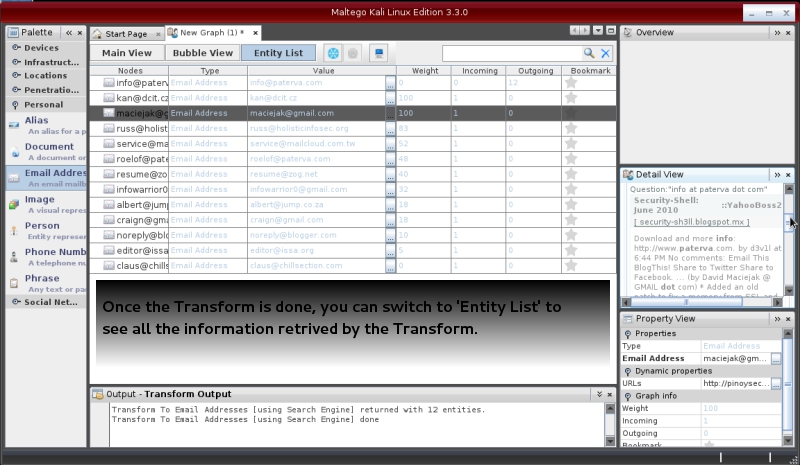 Maltego Kali Linux Edition 3.3.0
Palette
Start Page
New Graph (1) *
Overview
Devices
Infrastruct...
Locations
Penetratio...
Personal
Alias
An alias for a p
Document
A document or
Email Addres
An email mailb
Image
A visual repres
Person
Entity represer
Phone Numb
A telephone nu
Phrase
Any text or pa
Social Net...
Main View
Bubble View
Entity List
Nodes Type Value Weight Incoming Outgoing Bookmark
info@paterv Email Address info@paterva.com 0 0 12
kan@dcit.cz Email Address kan@dcit.cz 100 1 0
maciejak@g Email Address maciejak@gmail.com 100 1 0
russ@holist Email Address russ@holisticinfosec.org 83 1 0
service@ma Email Address service@mailcloud.com.tw 52 1 0
roelof@pate Email Address roelof@paterva.com 48 1 0
resume@zo Email Address resume@zog.net 40 1 0
infowarrior0 Email Address infowarrior0@gmail.com 32 1 0
albert@jump Email Address albert@jump.co.za 18 1 0
craign@gma Email Address craign@gmail.com 18 1 0
noreply@blo Email Address noreply@blogger.com 10 1 0
editor@issa Email Address editor@issa.org 5 1 0
claus@chills Email Address claus@chillsection.com 0 1 0
Once the Transform is done, you can switch to 'Entity List' to
see all the information retrived by the Transform.
Output - Transform Output
Transform To Email Addresses [using Search Engine] returned with 12 entities.
Transform To Email Addresses [using Search Engine] done
Detail View
Question:"info at paterva dot com"
Security-Shell: June 2010
::YahooBoss2
[ security-sh3ll.blogspot.mx ]
Download and more info:
http://www.paterva.com. by d3v1l at
6:44 PM No comments: Email This
BlogThis! Share to Twitter Share to
Facebook. ... (by David Maciejak @
GMAIL dot com) * Added an old
Property View
Properties
Type Email Address
Email Address maciejak@gm... ...
Dynamic properties
URLs http://pinoysec... ...
Graph info
Weight 100
Incoming 1
Outgoing 0
Bookmark